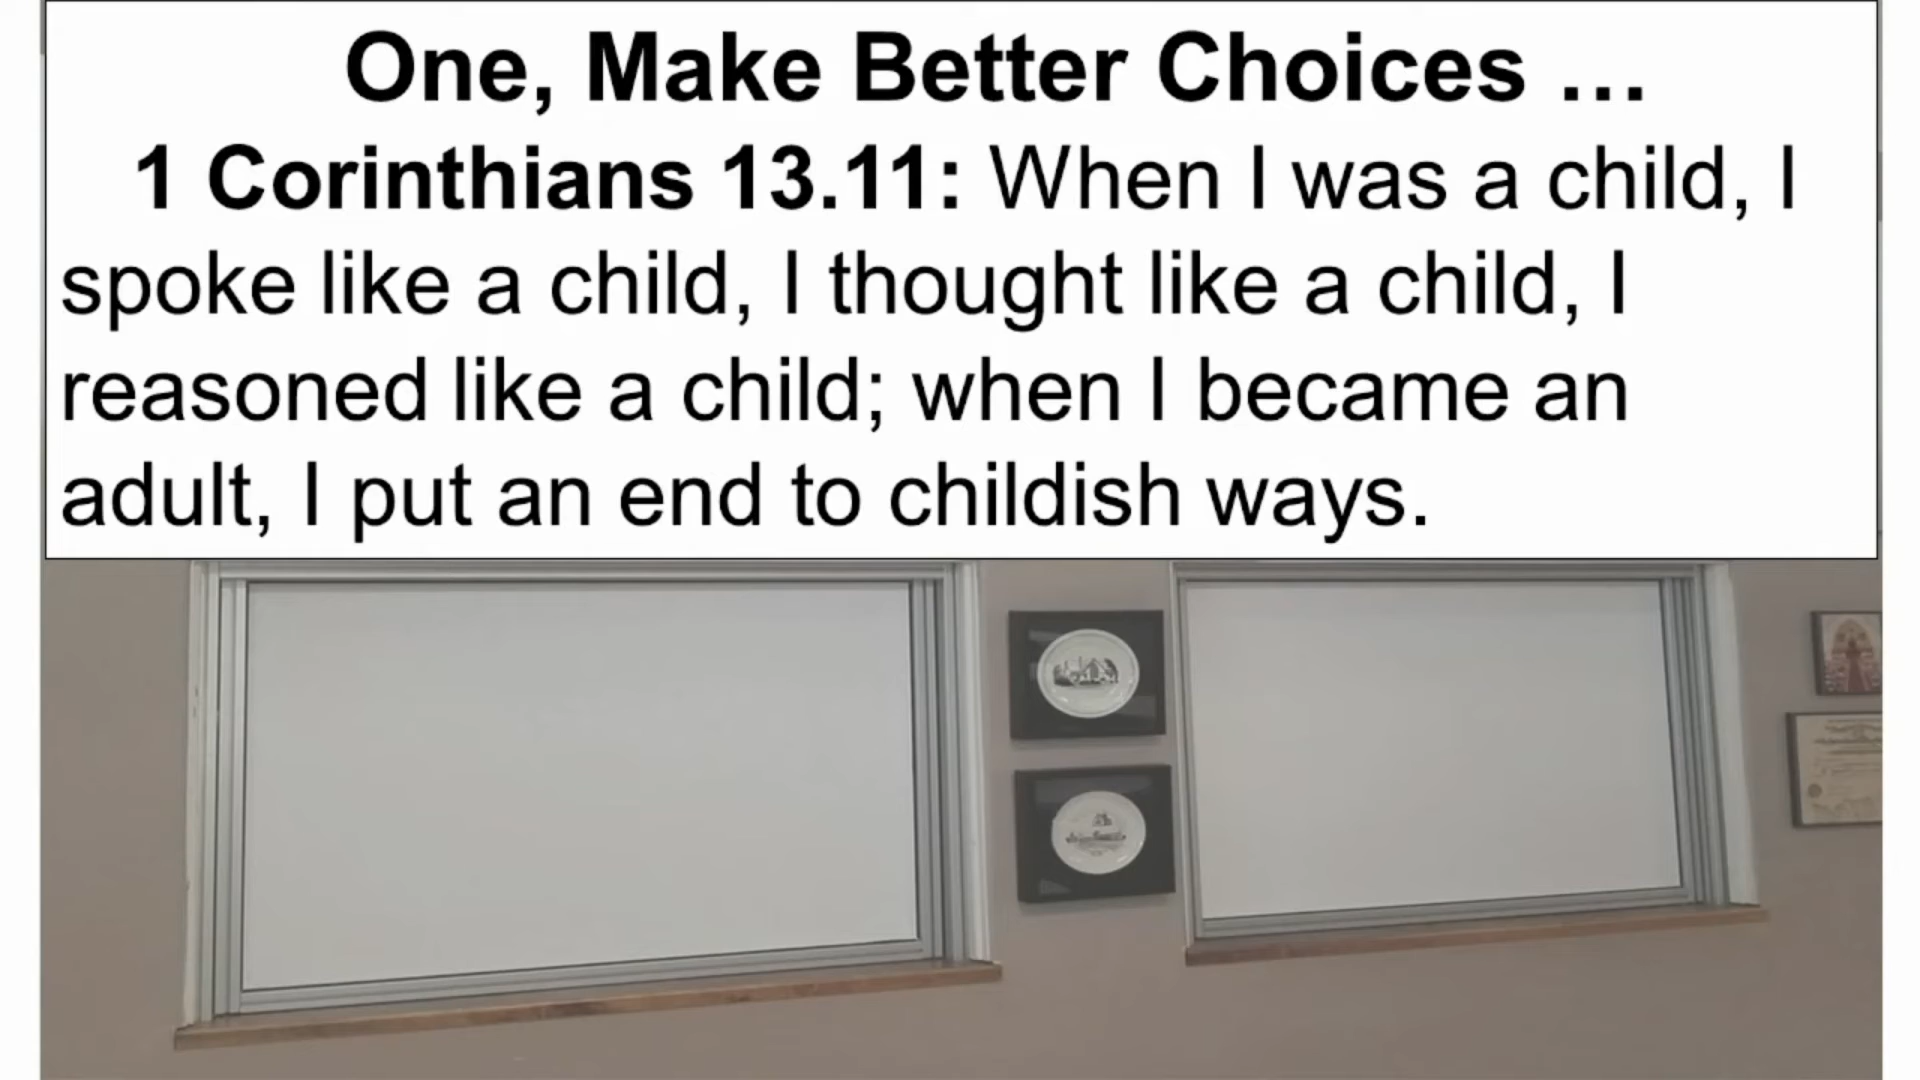 One, Make Better Choices …
1 Corinthians 13.11: When I was a child, I
spoke like a child, I thought like a child, I
reasoned like a child; when I became an
adult, I put an end to childish ways.